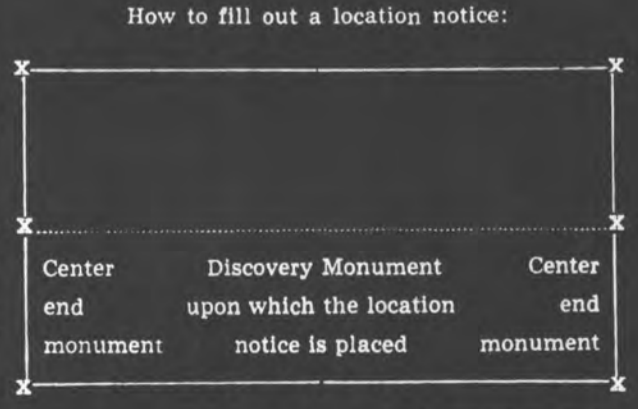 How to fill out a location notice:
X X
X X
Center Discovery Monument Center
end upon which the location end
monument notice is placed monument
X X